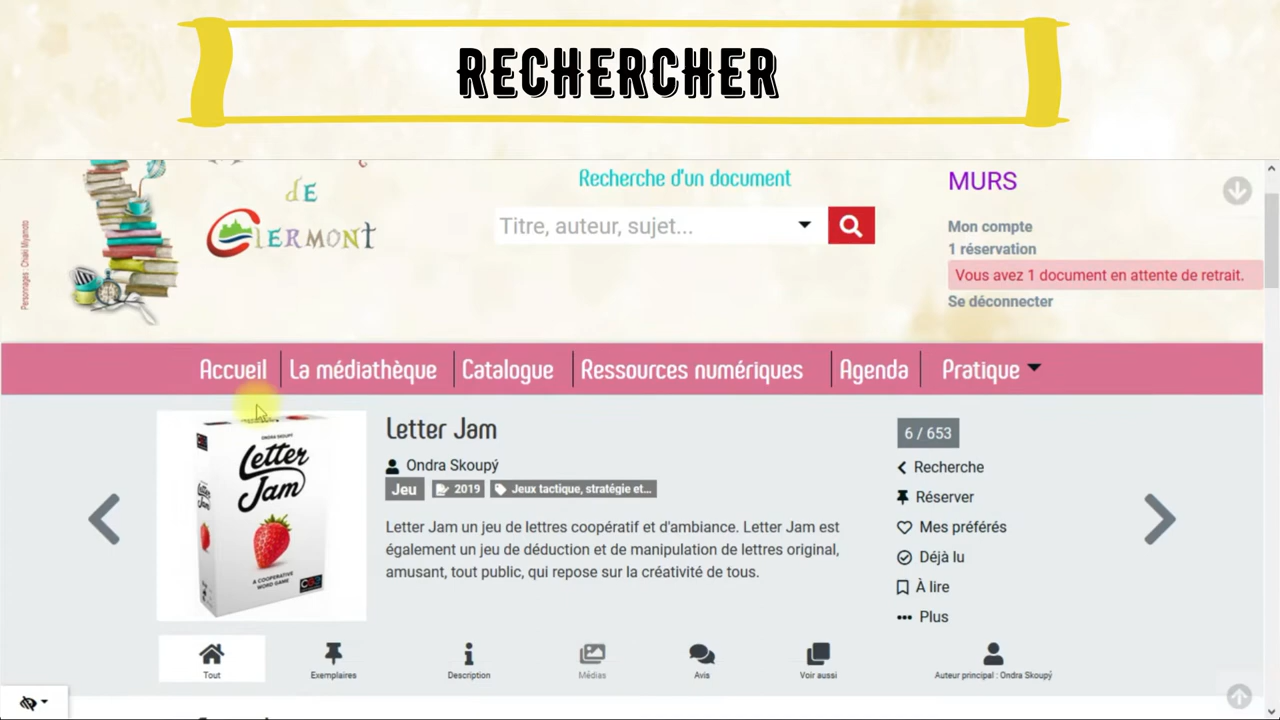 RECHERCHER
DE
CLERMONT
Personnages : Chiaki Miyamoto
Recherche d'un document
Titre, auteur, sujet...
MURS
Mon compte
1 réservation
Vous avez 1 document en attente de retrait.
Se déconnecter
Accueil La médiathèque Catalogue Ressources numériques Agenda Pratique
ONDRA SKOUPÝ
Letter
Jam
A COOPERATIVE
WORD GAME
Letter Jam
Ondra Skoupý
Jeu 2019 Jeux tactique, stratégie et...
Letter Jam un jeu de lettres coopératif et d'ambiance. Letter Jam est
également un jeu de déduction et de manipulation de lettres original,
amusant, tout public, qui repose sur la créativité de tous.
6 / 653
Recherche
Réserver
Mes préférés
Déjà lu
À lire
Plus
Tout Exemplaires Description Médias Avis Voir aussi Auteur principal : Ondra Skoupý